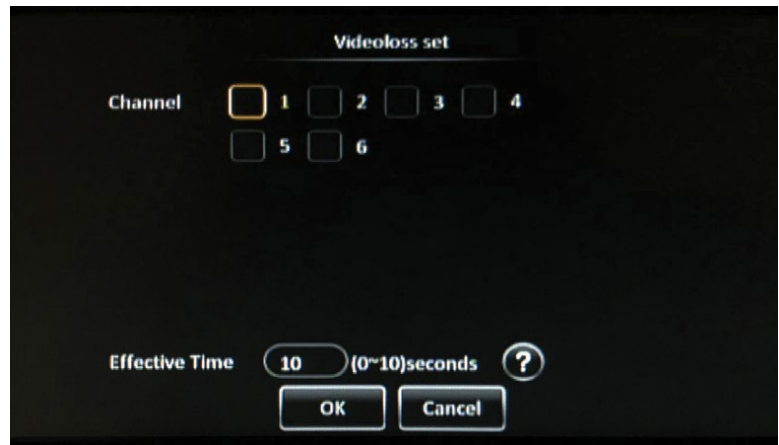 Videoloss set
Channel 1 2 3 4
5 6
Effective Time 10 (0~10)seconds ?
OK Cancel